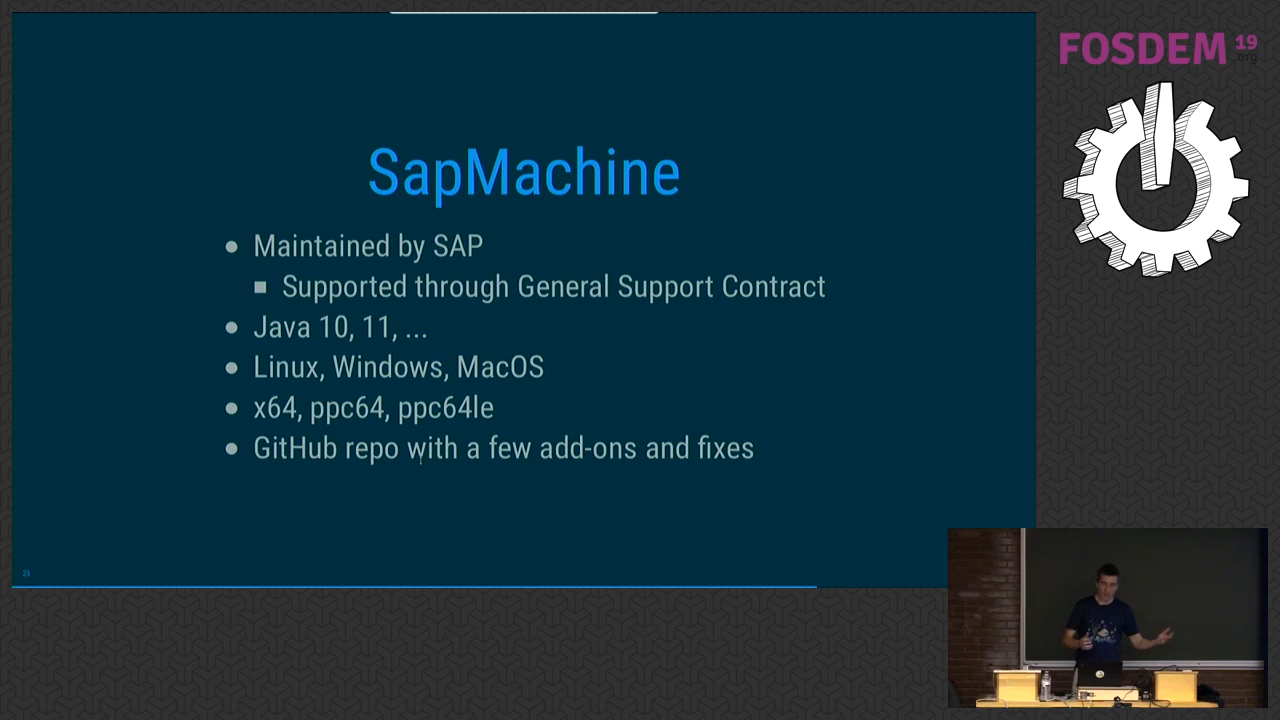 SapMachine
Maintained by SAP
Supported through General Support Contract
Java 10, 11, ...
Linux, Windows, MacOS
x64, ppc64, ppc64le
GitHub repo with a few add-ons and fixes
23
FOSDEM 19
.org